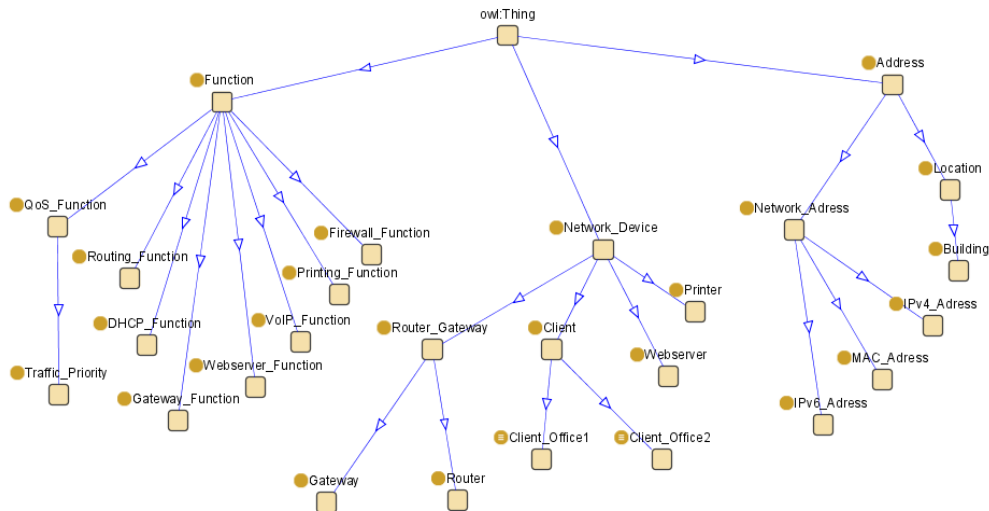 owl:Thing
Function
Address
QoS_Function
Routing_Function
DHCP_Function
Gateway_Function
Webserver_Function
VoIP_Function
Printing_Function
Firewall_Function
Traffic_Priority
Network_Device
Router_Gateway
Client
Webserver
Printer
Gateway
Router
Client_Office1
Client_Office2
Network_Adress
Location
Building
IPv4_Adress
MAC_Adress
IPv6_Adress